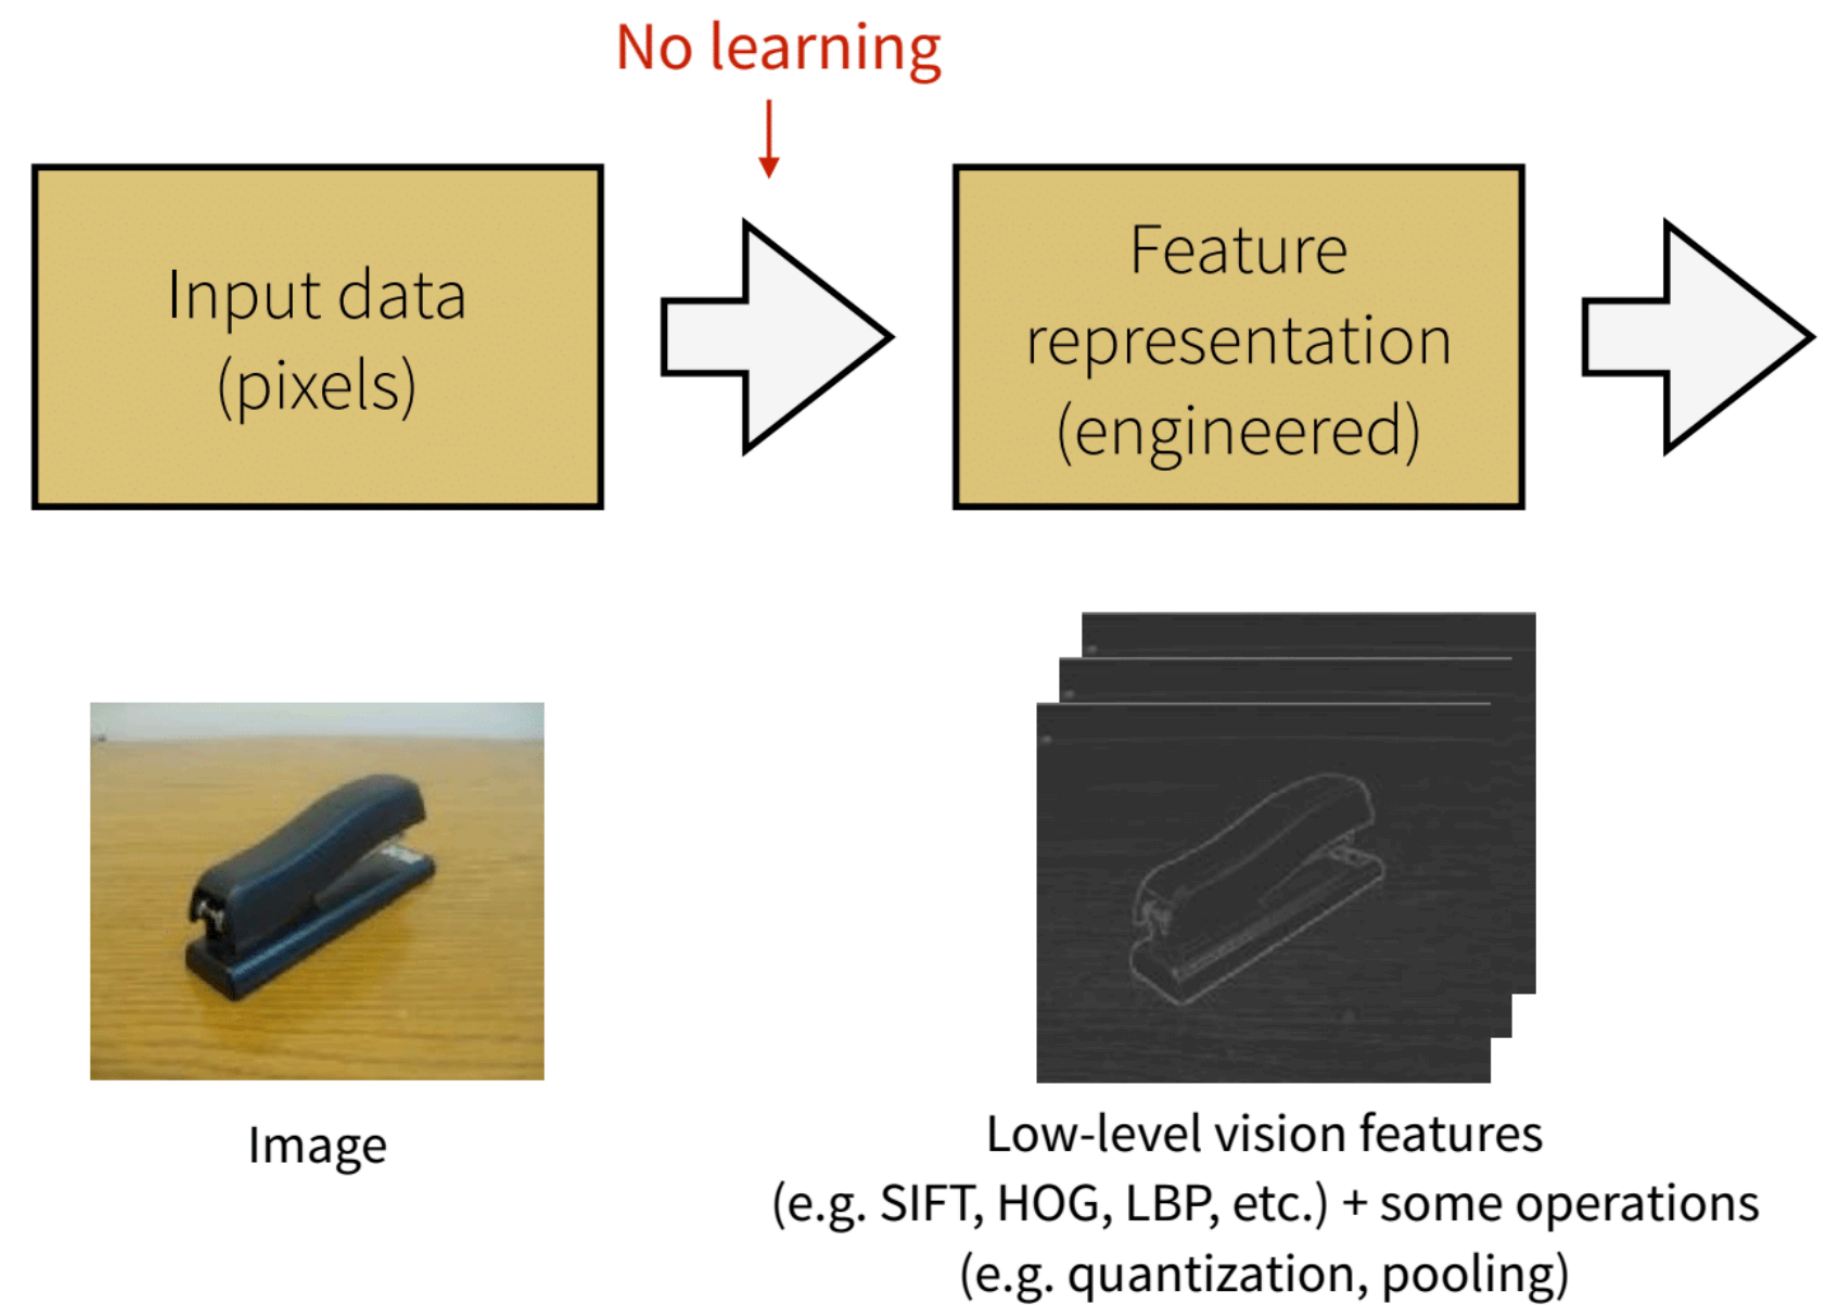 No learning
Input data
(pixels)
Feature
representation
(engineered)
Image
Low-level vision features
(e.g. SIFT, HOG, LBP, etc.) + some operations
(e.g. quantization, pooling)